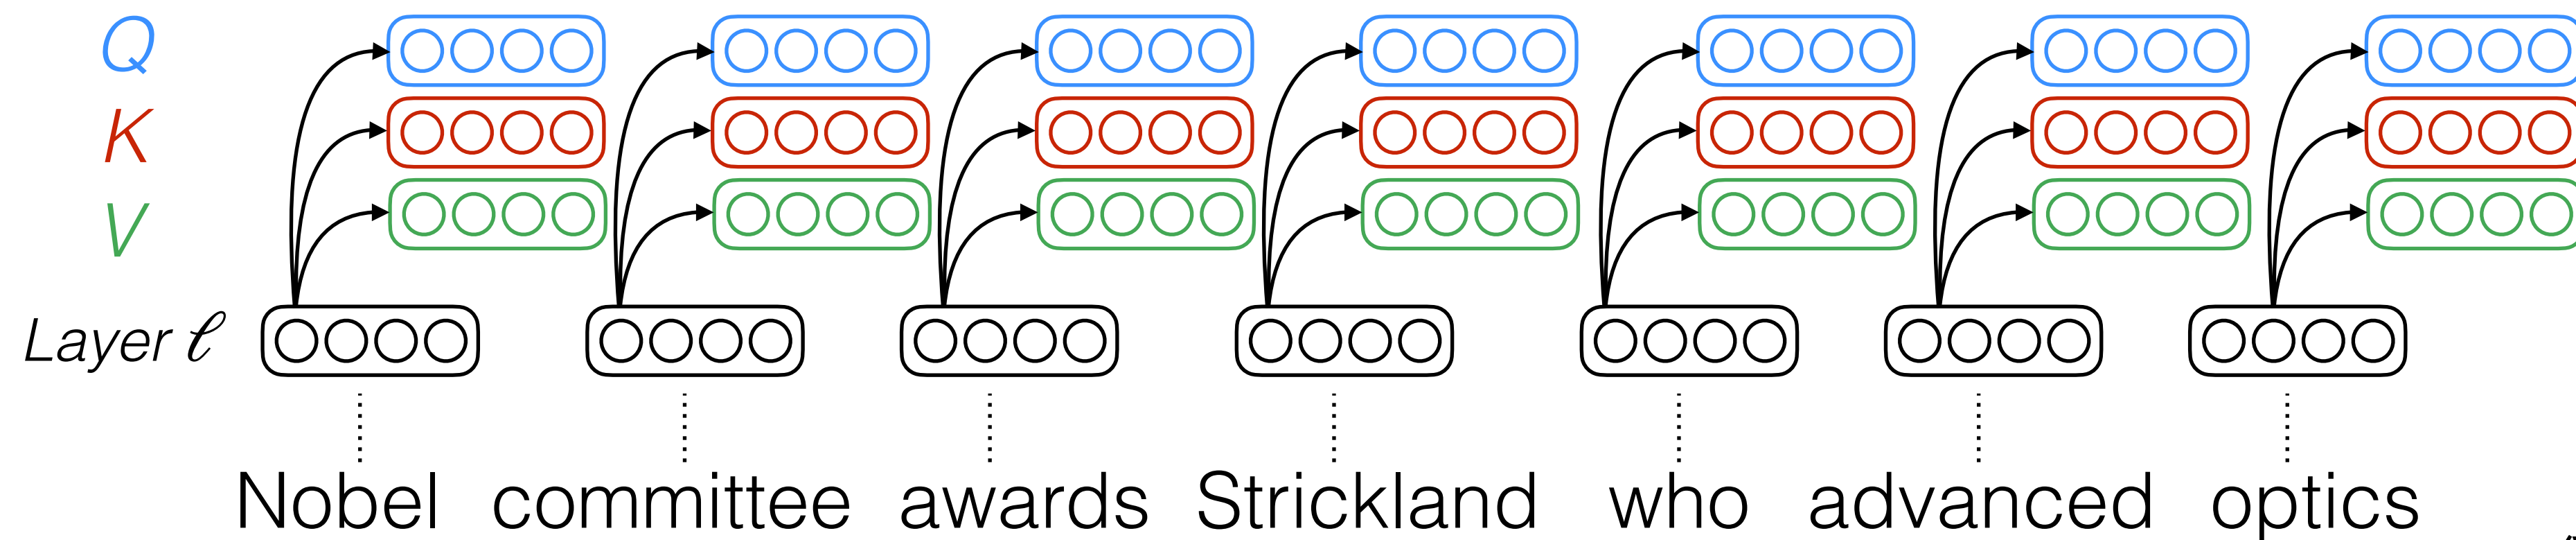 Q
K
V
Layer ℓ
Nobel committee awards Strickland who advanced optics